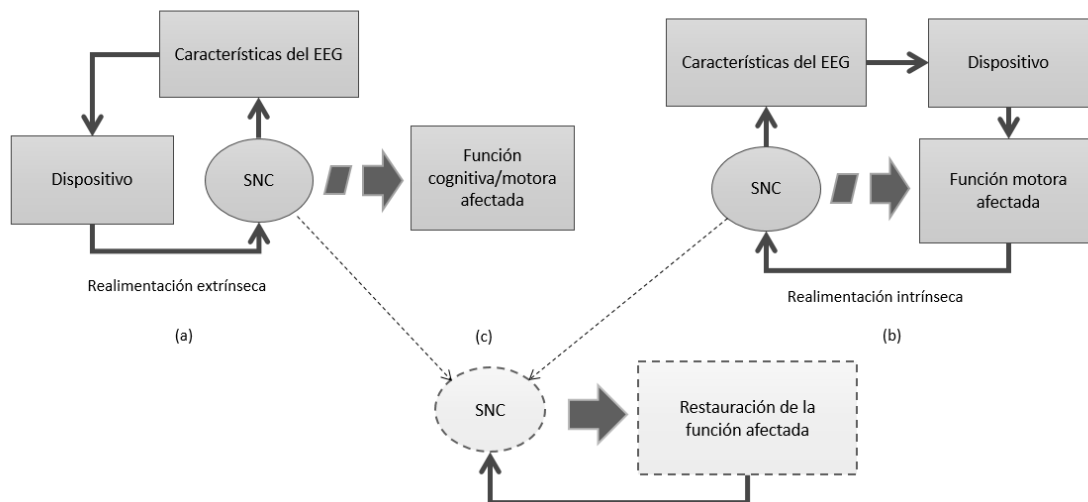 Características del EEG
Dispositivo
SNC
Función
cognitiva/motora
afectada
Realimentación extrínseca
(a)
Características del EEG
Dispositivo
SNC
Función motora
afectada
Realimentación intrínseca
(b)
(c)
SNC
Restauración de la
función afectada